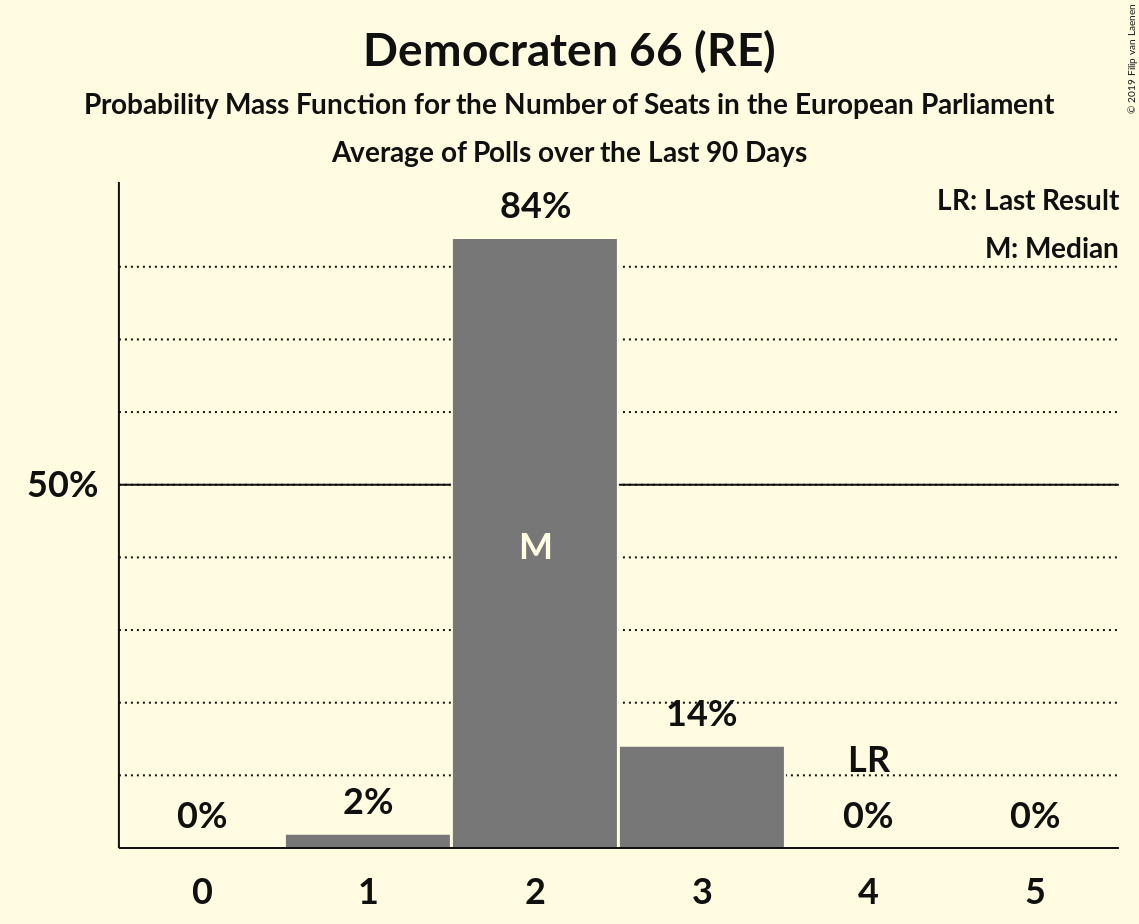 Democraten 66 (RE)
Probability Mass Function for the Number of Seats in the European Parliament
Average of Polls over the Last 90 Days
© 2019 Filip van Laenen
LR: Last Result
M: Median
84%
50%
M
14%
LR
0%
2%
0%
0%
0
1
2
3
4
5